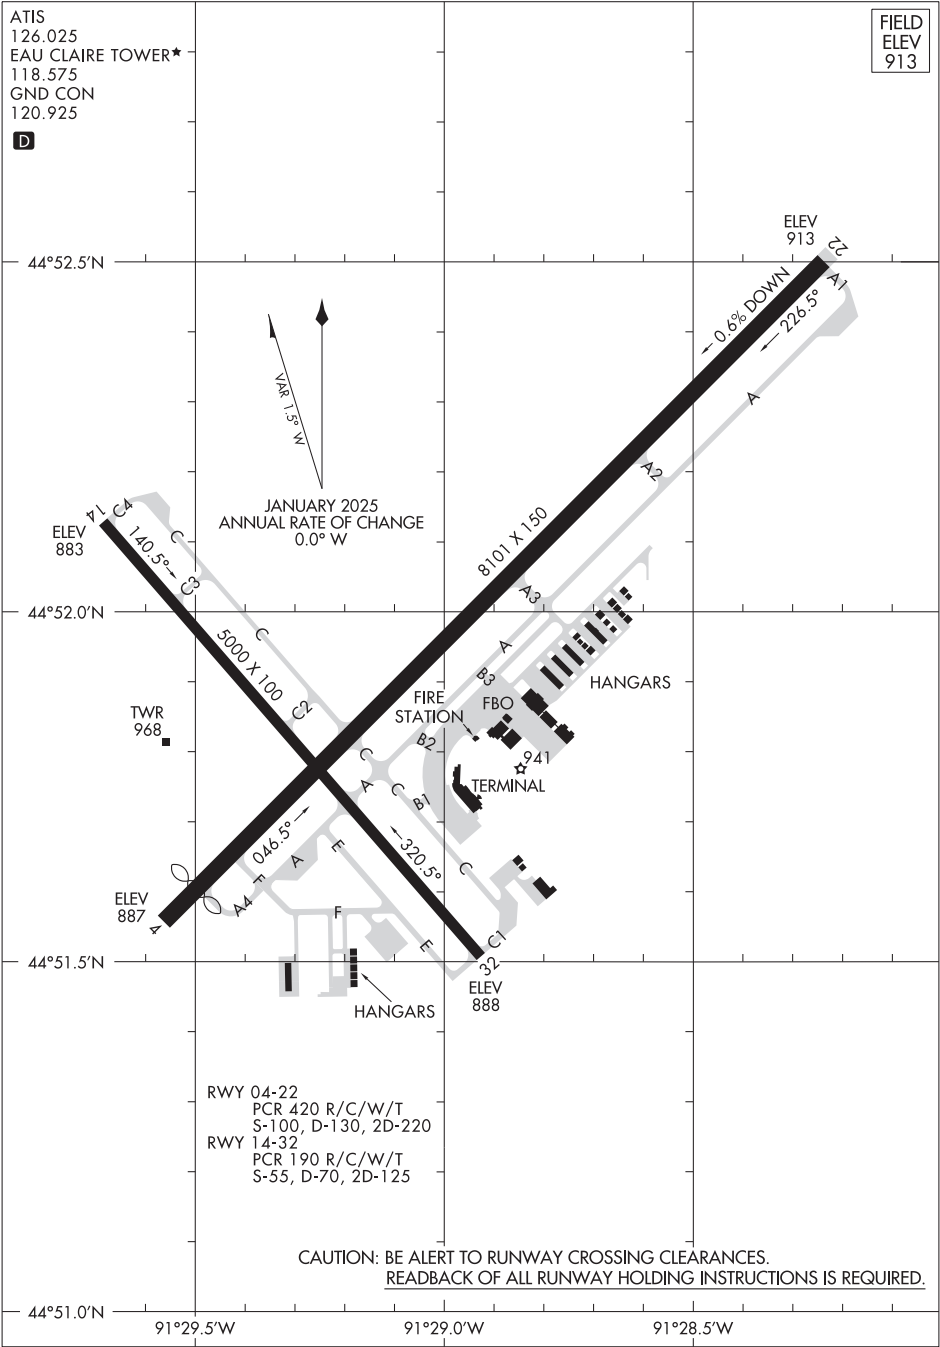 ATIS
126.025
EAU CLAIRE TOWER★
118.575
GND CON
120.925
D
FIELD
ELEV
913
ELEV
913
22
44°52.5'N
A1
0.6% DOWN
226.5°
A
VAR 1.5° W
A2
JANUARY 2025
ANNUAL RATE OF CHANGE
0.0° W
8101 X 150
14
C4
ELEV
883
140.5°
C
C3
A3
44°52.0'N
C
5000 X 100
A
B3
HANGARS
FIRE
STATION
FBO
TWR
968
C2
B2
C
941
A
C
B1
TERMINAL
046.5°
320.5°
E
A
C
F
ELEV
887
4
A4
F
E
C1
32
44°51.5'N
ELEV
888
HANGARS
RWY 04-22
PCR 420 R/C/W/T
S-100, D-130, 2D-220
RWY 14-32
PCR 190 R/C/W/T
S-55, D-70, 2D-125
CAUTION: BE ALERT TO RUNWAY CROSSING CLEARANCES.
READBACK OF ALL RUNWAY HOLDING INSTRUCTIONS IS REQUIRED.
44°51.0'N
91°29.5'W
91°29.0'W
91°28.5'W